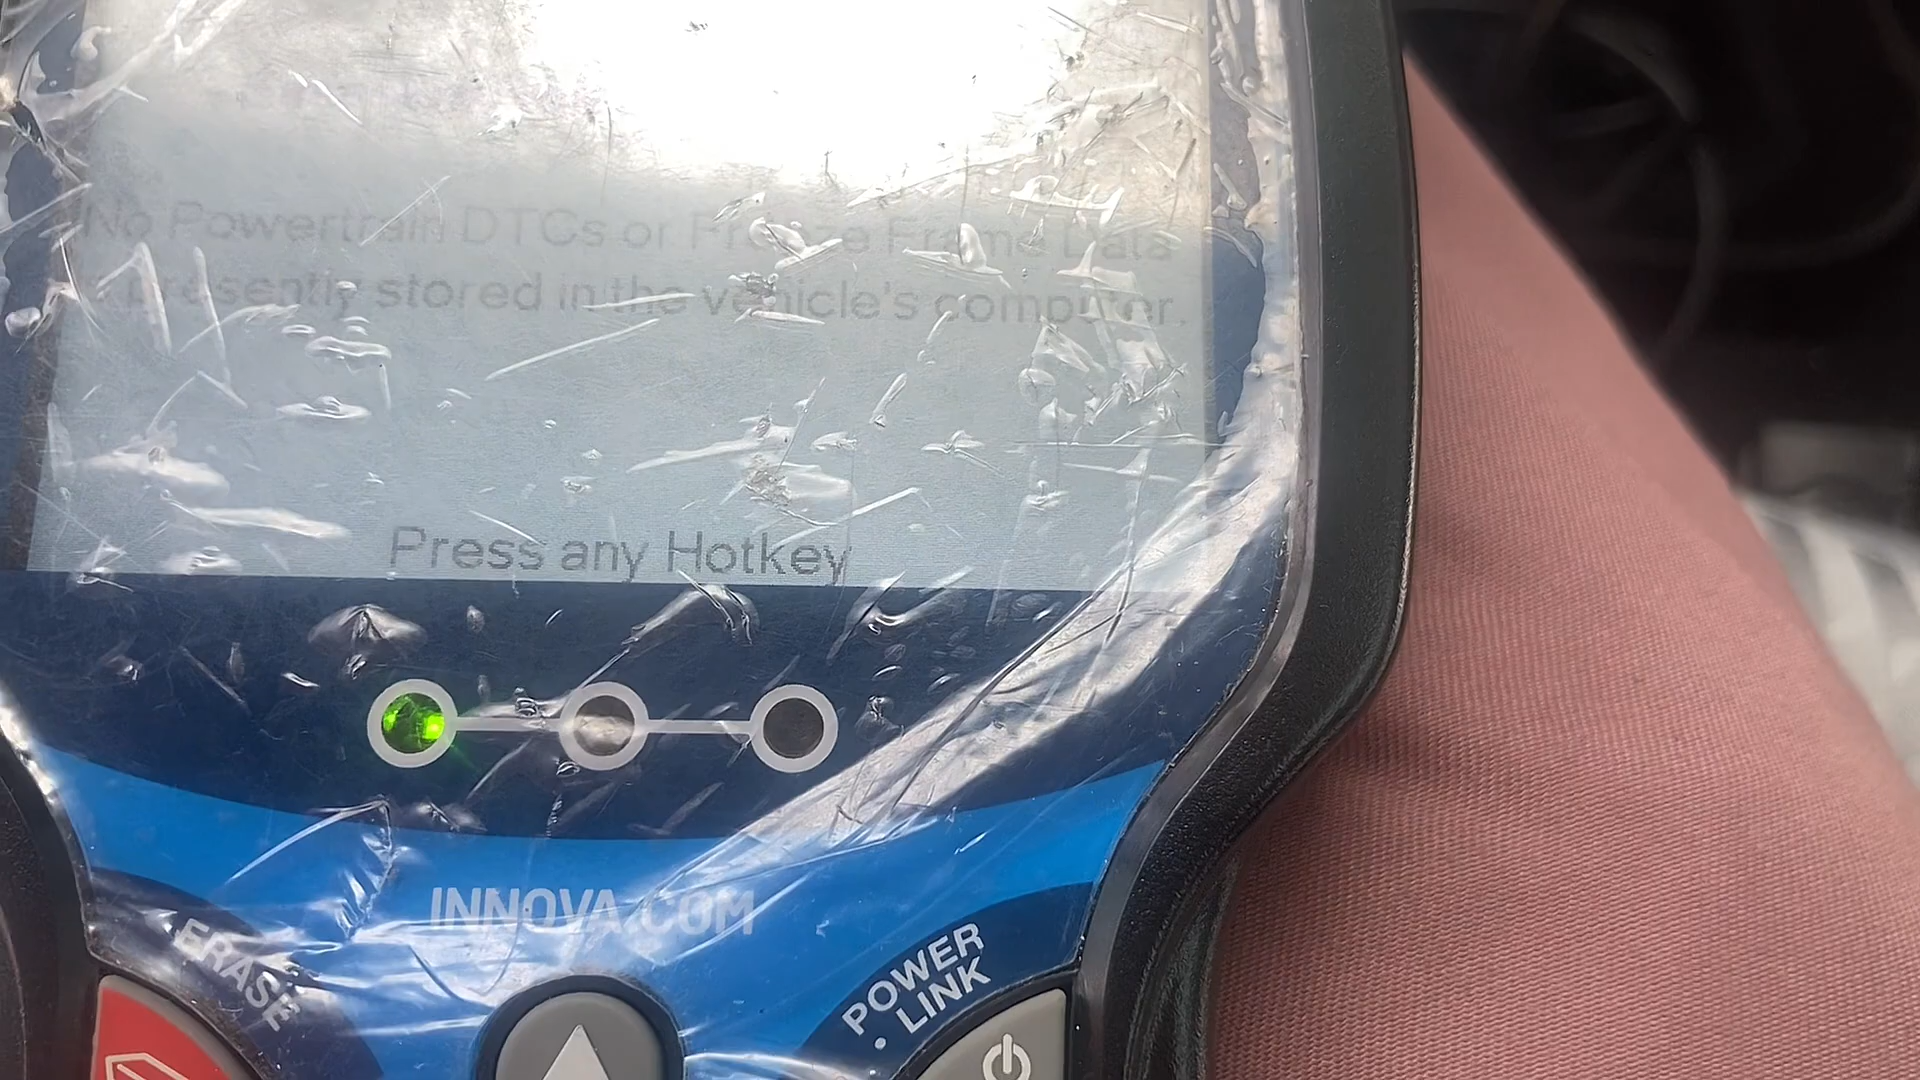 No Powertrain DTCs or Freeze Frame Data
presently stored in the vehicle's computer.
Press any Hotkey
INNOVA.COM
ERASE
POWER
LINK